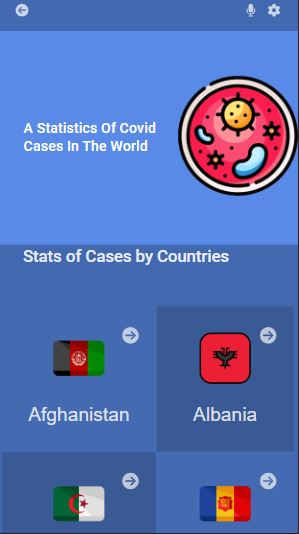 A Statistics Of Covid
Cases In The World
Stats of Cases by Countries
Afghanistan
Albania